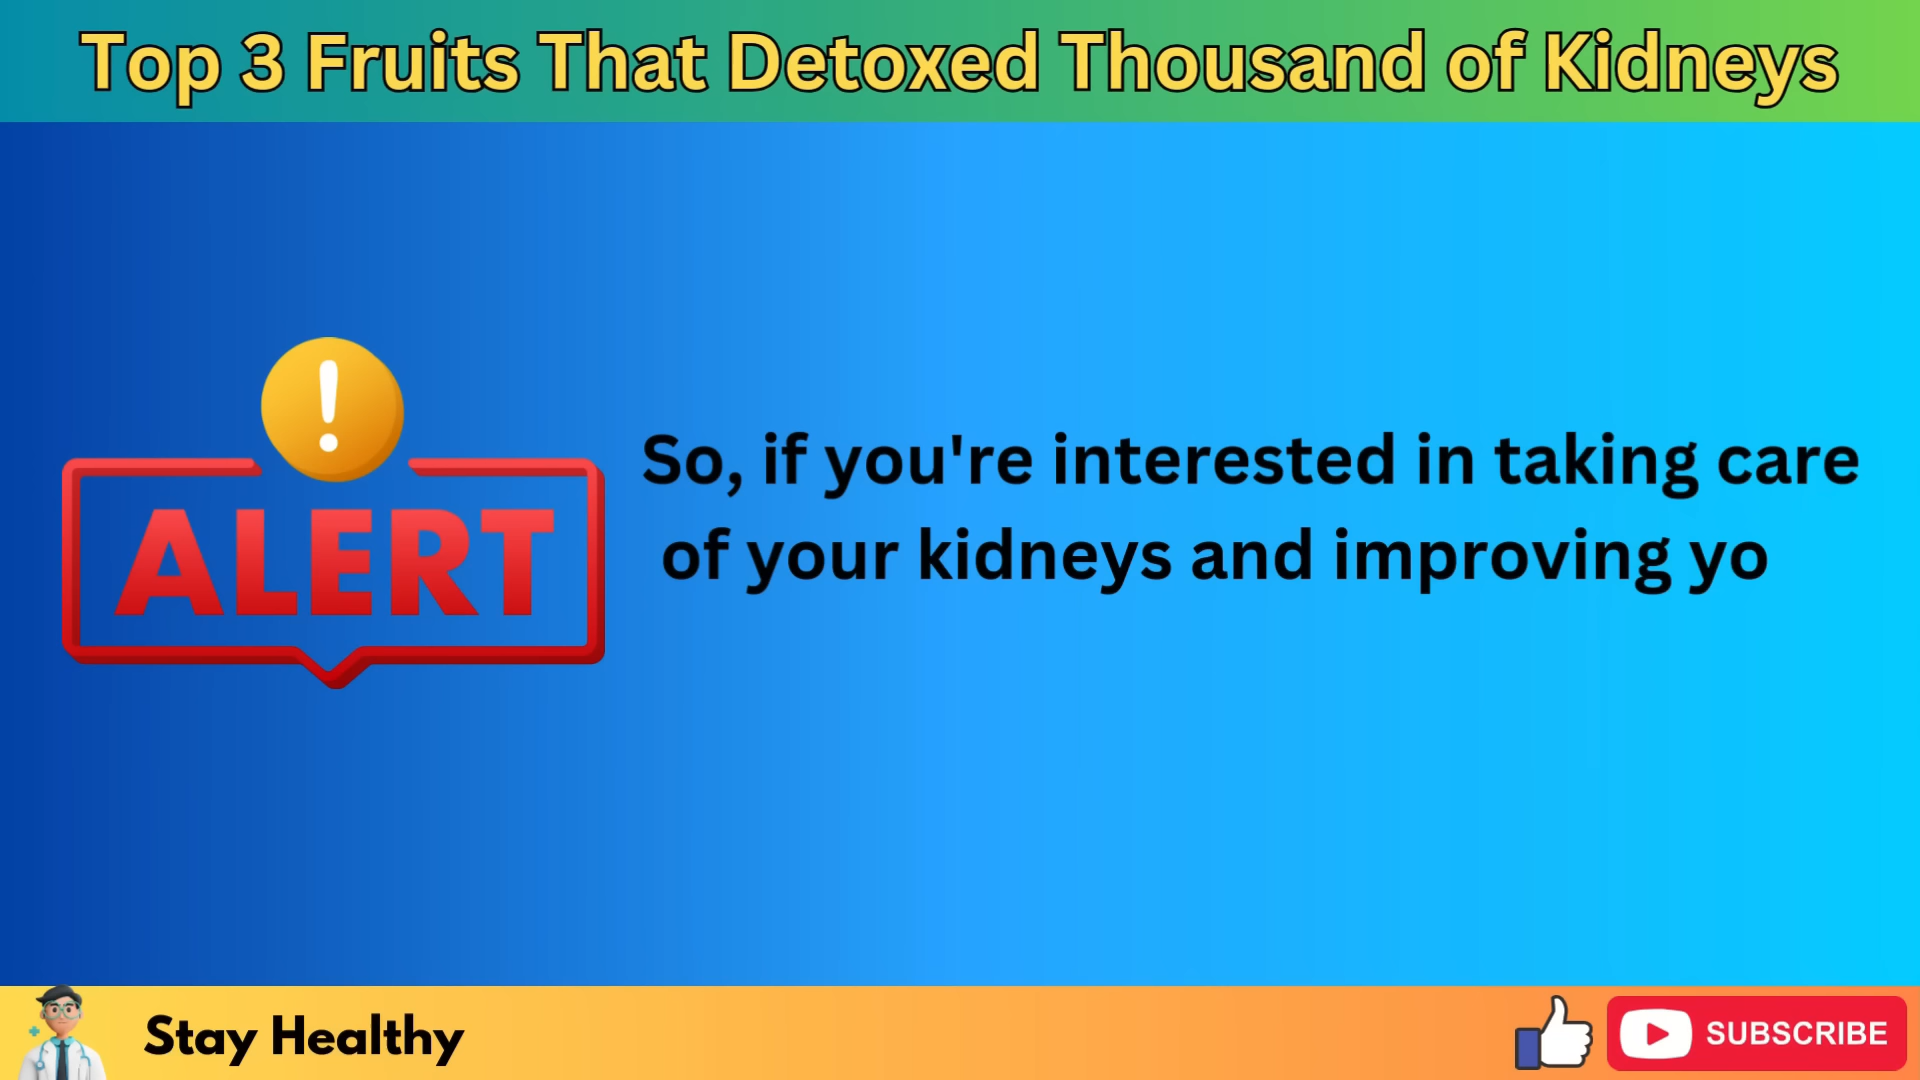 Top 3 Fruits That Detoxed Thousand of Kidneys
!
ALERT
So, if you're interested in taking care
of your kidneys and improving yo
Stay Healthy
SUBSCRIBE